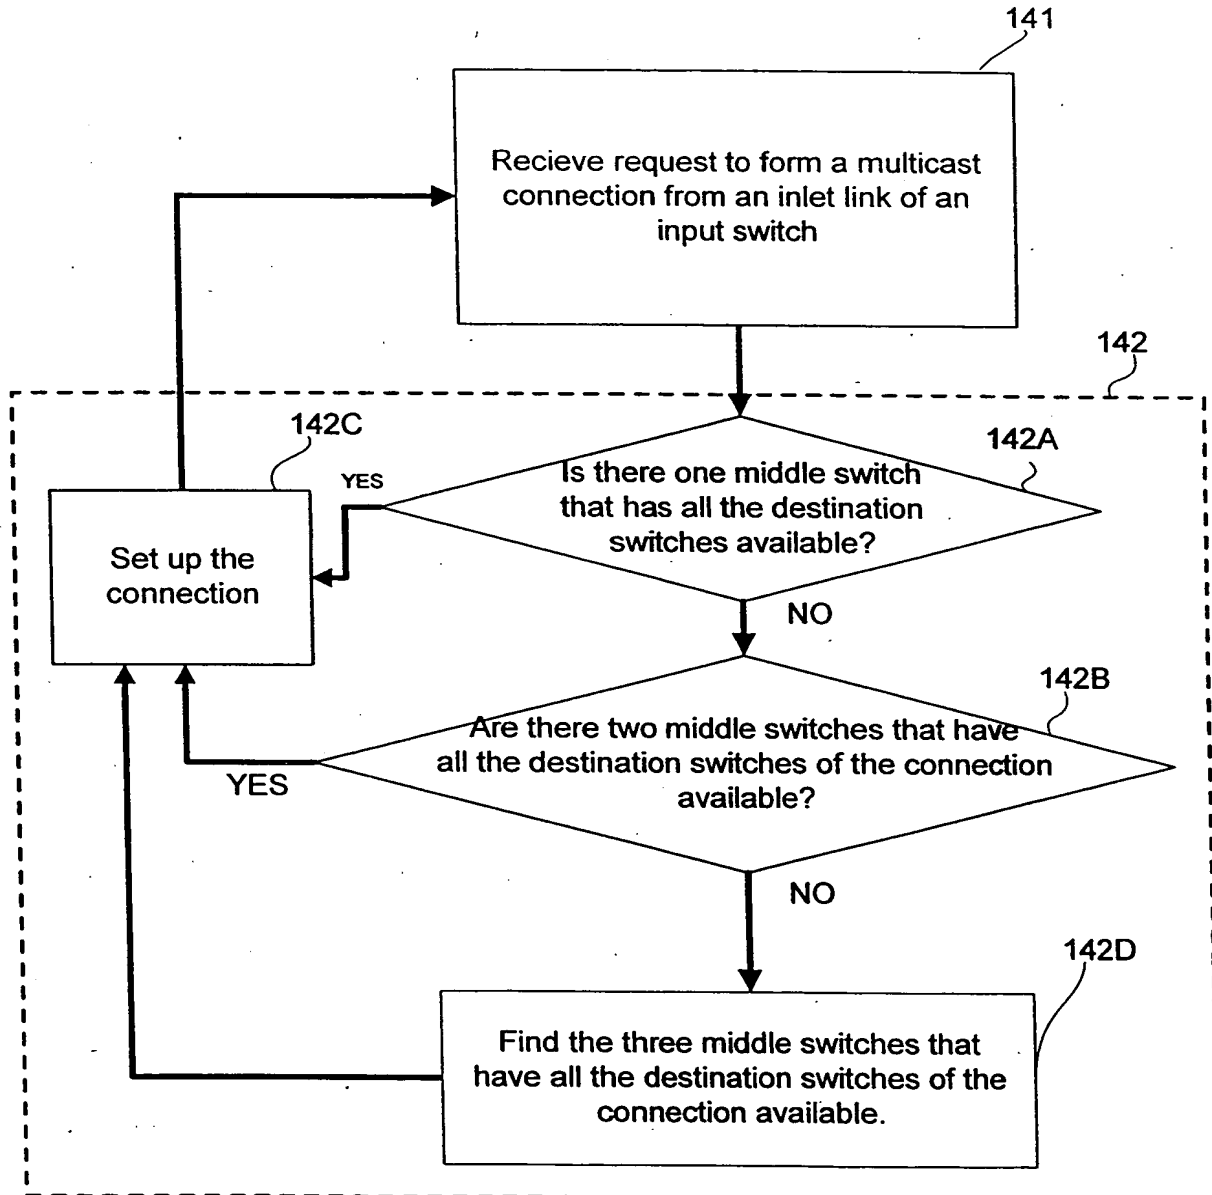 141
Recieve request to form a multicast
connection from an inlet link of an
input switch
142
142C
142A
YES
Is there one middle switch
that has all the destination
switches available?
Set up the
connection
NO
142B
Are there two middle switches that have
all the destination switches of the connection
available?
YES
NO
142D
Find the three middle switches that
have all the destination switches of the
connection available.